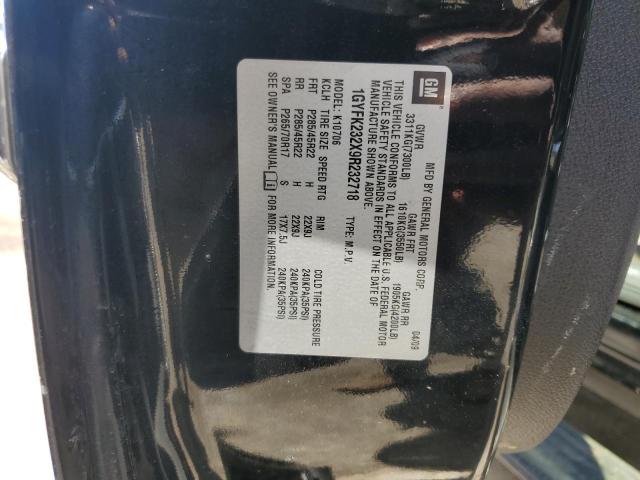 GM
MFD BY GENERAL MOTORS CORP. 04/09
GVWR GAWR FRT GAWR RR
3311KG(7300LB) 1610KG(3550LB) 1905KG(4200LB)
THIS VEHICLE CONFORMS TO ALL APPLICABLE U.S. FEDERAL MOTOR
VEHICLE SAFETY STANDARDS IN EFFECT ON THE DATE OF
MANUFACTURE SHOWN ABOVE.
1GYFK232X9R232718 TYPE: M.P.V.
MODEL: K10706
KCLH TIRE SIZE SPEED RTG RIM COLD TIRE PRESSURE
FRT P285/45R22 H 22X9J 240KPA(35PSI)
RR P285/45R22 H 22X9J 240KPA(35PSI)
SPA P265/70R17 S 17X7.5J 240KPA(35PSI)
SEE OWNER'S MANUAL FOR MORE INFORMATION.